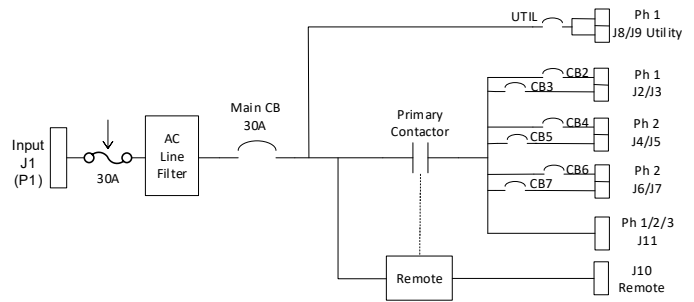 UTIL
Ph 1
J8/J9 Utility
CB2
Ph 1
CB3
J2/J3
Main CB
30A
Primary
Contactor
CB4
Ph 2
CB5
J4/J5
Input
J1
(P1)
30A
AC
Line
Filter
CB6
Ph 2
CB7
J6/J7
Ph 1/2/3
J11
Remote
J10
Remote